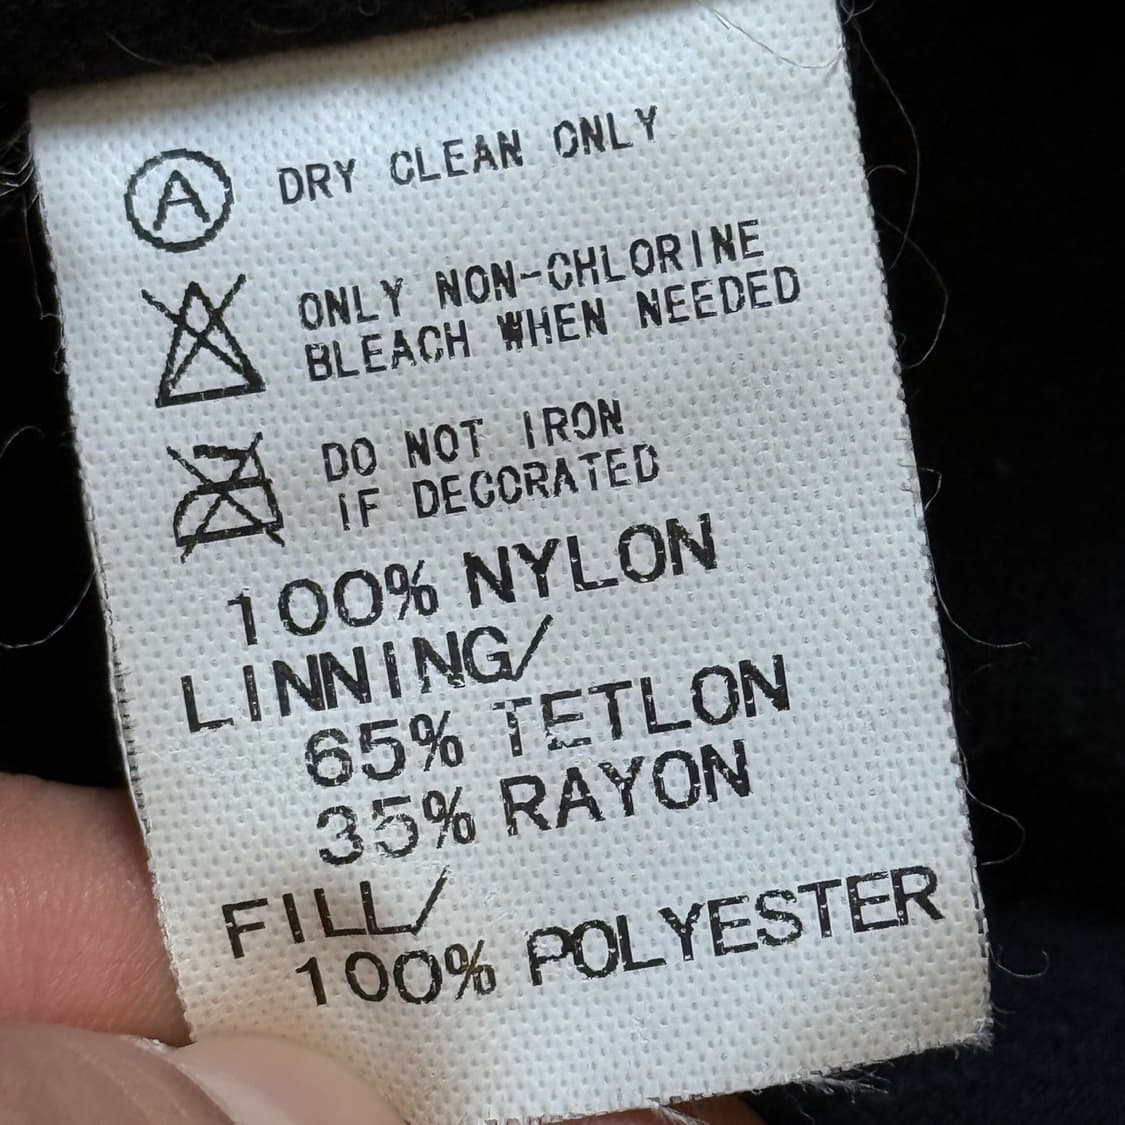 A DRY CLEAN ONLY
ONLY NON-CHLORINE
BLEACH WHEN NEEDED
DO NOT IRON
IF DECORATED
100% NYLON
LINNING/
65% TETLON
35% RAYON
FILL/
100% POLYESTER